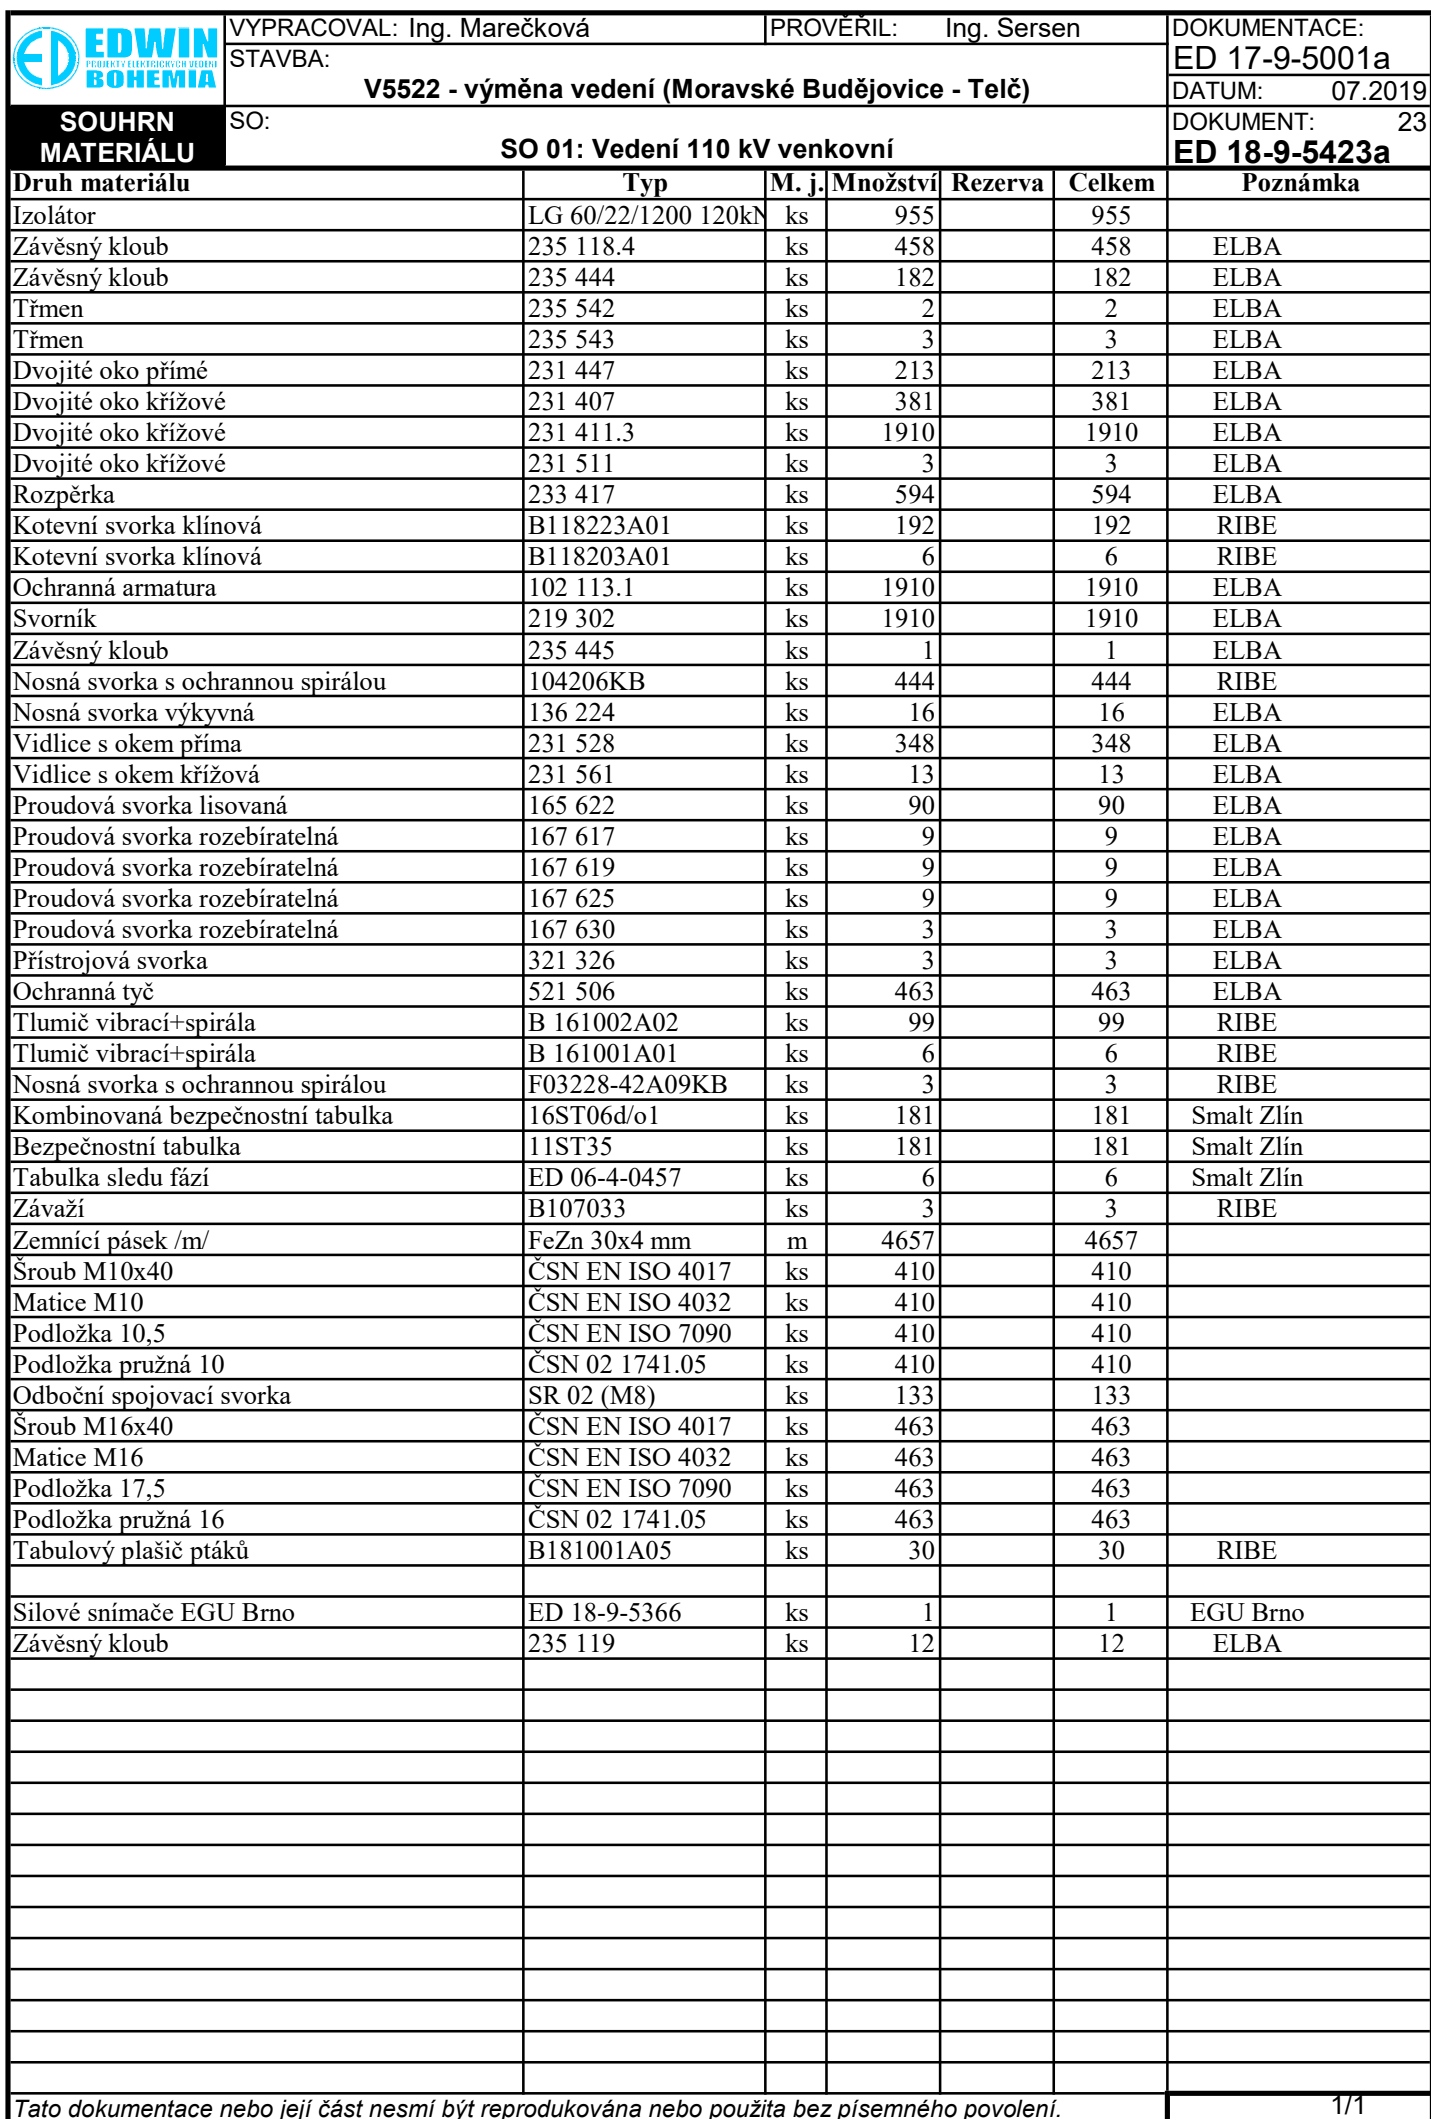 EDWIN
PROJEKTY ELEKTRICKÝCH VEDENÍ
BOHEMIA
VYPRACOVAL: Ing. Marečková PROVĚŘIL: Ing. Sersen DOKUMENTACE:
STAVBA: ED 17-9-5001a
V5522 - výměna vedení (Moravské Budějovice - Telč) DATUM: 07.2019
SOUHRN MATERIÁLU SO: DOKUMENT: 23
SO 01: Vedení 110 kV venkovní ED 18-9-5423a
Druh materiálu Typ M. j. Množství Rezerva Celkem Poznámka
Izolátor LG 60/22/1200 120kN ks 955 955
Závěsný kloub 235 118.4 ks 458 458 ELBA
Závěsný kloub 235 444 ks 182 182 ELBA
Třmen 235 542 ks 2 2 ELBA
Třmen 235 543 ks 3 3 ELBA
Dvojité oko přímé 231 447 ks 213 213 ELBA
Dvojité oko křížové 231 407 ks 381 381 ELBA
Dvojité oko křížové 231 411.3 ks 1910 1910 ELBA
Dvojité oko křížové 231 511 ks 3 3 ELBA
Rozpěrka 233 417 ks 594 594 ELBA
Kotevní svorka klínová B118223A01 ks 192 192 RIBE
Kotevní svorka klínová B118203A01 ks 6 6 RIBE
Ochranná armatura 102 113.1 ks 1910 1910 ELBA
Svorník 219 302 ks 1910 1910 ELBA
Závěsný kloub 235 445 ks 1 1 ELBA
Nosná svorka s ochrannou spirálou 104206KB ks 444 444 RIBE
Nosná svorka výkyvná 136 224 ks 16 16 ELBA
Vidlice s okem příma 231 528 ks 348 348 ELBA
Vidlice s okem křížová 231 561 ks 13 13 ELBA
Proudová svorka lisovaná 165 622 ks 90 90 ELBA
Proudová svorka rozebíratelná 167 617 ks 9 9 ELBA
Proudová svorka rozebíratelná 167 619 ks 9 9 ELBA
Proudová svorka rozebíratelná 167 625 ks 9 9 ELBA
Proudová svorka rozebíratelná 167 630 ks 3 3 ELBA
Přístrojová svorka 321 326 ks 3 3 ELBA
Ochranná tyč 521 506 ks 463 463 ELBA
Tlumič vibrací+spirála B 161002A02 ks 99 99 RIBE
Tlumič vibrací+spirála B 161001A01 ks 6 6 RIBE
Nosná svorka s ochrannou spirálou F03228-42A09KB ks 3 3 RIBE
Kombinovaná bezpečnostní tabulka 16ST06d/o1 ks 181 181 Smalt Zlín
Bezpečnostní tabulka 11ST35 ks 181 181 Smalt Zlín
Tabulka sledu fází ED 06-4-0457 ks 6 6 Smalt Zlín
Závaží B107033 ks 3 3 RIBE
Zemnící pásek /m/ FeZn 30x4 mm m 4657 4657
Šroub M10x40 ČSN EN ISO 4017 ks 410 410
Matice M10 ČSN EN ISO 4032 ks 410 410
Podložka 10,5 ČSN EN ISO 7090 ks 410 410
Podložka pružná 10 ČSN 02 1741.05 ks 410 410
Odboční spojovací svorka SR 02 (M8) ks 133 133
Šroub M16x40 ČSN EN ISO 4017 ks 463 463
Matice M16 ČSN EN ISO 4032 ks 463 463
Podložka 17,5 ČSN EN ISO 7090 ks 463 463
Podložka pružná 16 ČSN 02 1741.05 ks 463 463
Tabulový plašič ptáků B181001A05 ks 30 30 RIBE
Silové snímače EGU Brno ED 18-9-5366 ks 1 1 EGU Brno
Závěsný kloub 235 119 ks 12 12 ELBA
Tato dokumentace nebo její část nesmí být reprodukována nebo použita bez písemného povolení. 1/1